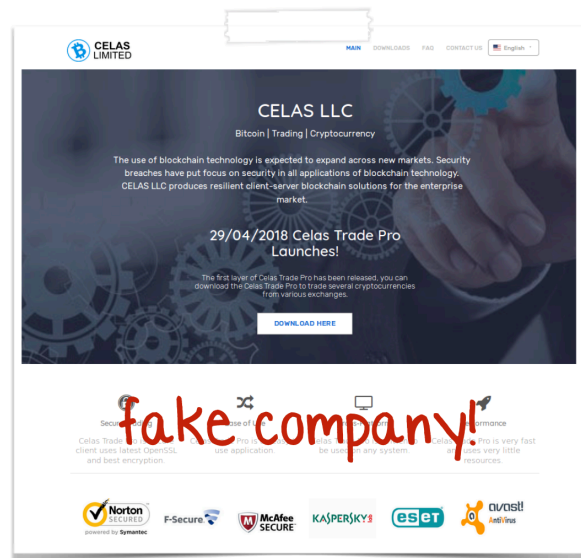 CELAS
LIMITED
MAIN DOWNLOADS FAQ CONTACT US English
CELAS LLC
Bitcoin | Trading | Cryptocurrency
The use of blockchain technology is expected to expand across new markets. Security
breaches have put focus on security in all applications of blockchain technology.
CELAS LLC produces resilient client-server blockchain solutions for the enterprise
market.
29/04/2018 Celas Trade Pro
Launches!
The first layer of Celas Trade Pro has been released, you can
download the Celas Trade Pro to trade several cryptocurrencies
from various exchanges.
DOWNLOAD HERE
fake company!
Celas Trade
client uses latest OpenSSL
and best encryption.
Pro is
use application.
be used on any system.
Pro is very fast
and uses very little
resources.
Norton
SECURED
powered by Symantec
F-Secure.
McAfee
SECURE
KASPERSKY
eset
avast!
AntiVirus